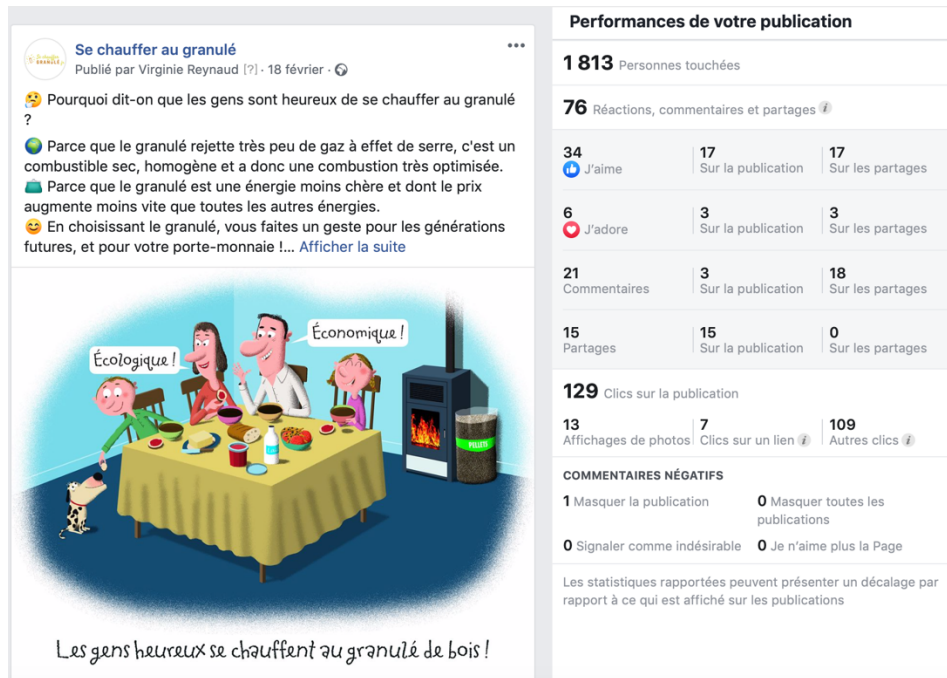 Se chauffer au granulé
Publié par Virginie Reynaud [?] · 18 février ·
🤔 Pourquoi dit-on que les gens sont heureux de se chauffer au granulé
?
🌍 Parce que le granulé rejette très peu de gaz à effet de serre, c'est un
combustible sec, homogène et a donc une combustion très optimisée.
👛 Parce que le granulé est une énergie moins chère et dont le prix
augmente moins vite que toutes les autres énergies.
😊 En choisissant le granulé, vous faites un geste pour les générations
futures, et pour votre porte-monnaie !... Afficher la suite
Écologique !
Économique !
PELLETS
Les gens heureux se chauffent au granulé de bois !
Performances de votre publication
1 813 Personnes touchées
76 Réactions, commentaires et partages
34 J'aime
17 Sur la publication
17 Sur les partages
6 J'adore
3 Sur la publication
3 Sur les partages
21 Commentaires
3 Sur la publication
18 Sur les partages
15 Partages
15 Sur la publication
0 Sur les partages
129 Clics sur la publication
13 Affichages de photos
7 Clics sur un lien
109 Autres clics
COMMENTAIRES NÉGATIFS
1 Masquer la publication
0 Masquer toutes les
publications
0 Signaler comme indésirable
0 Je n'aime plus la Page
Les statistiques rapportées peuvent présenter un décalage par
rapport à ce qui est affiché sur les publications